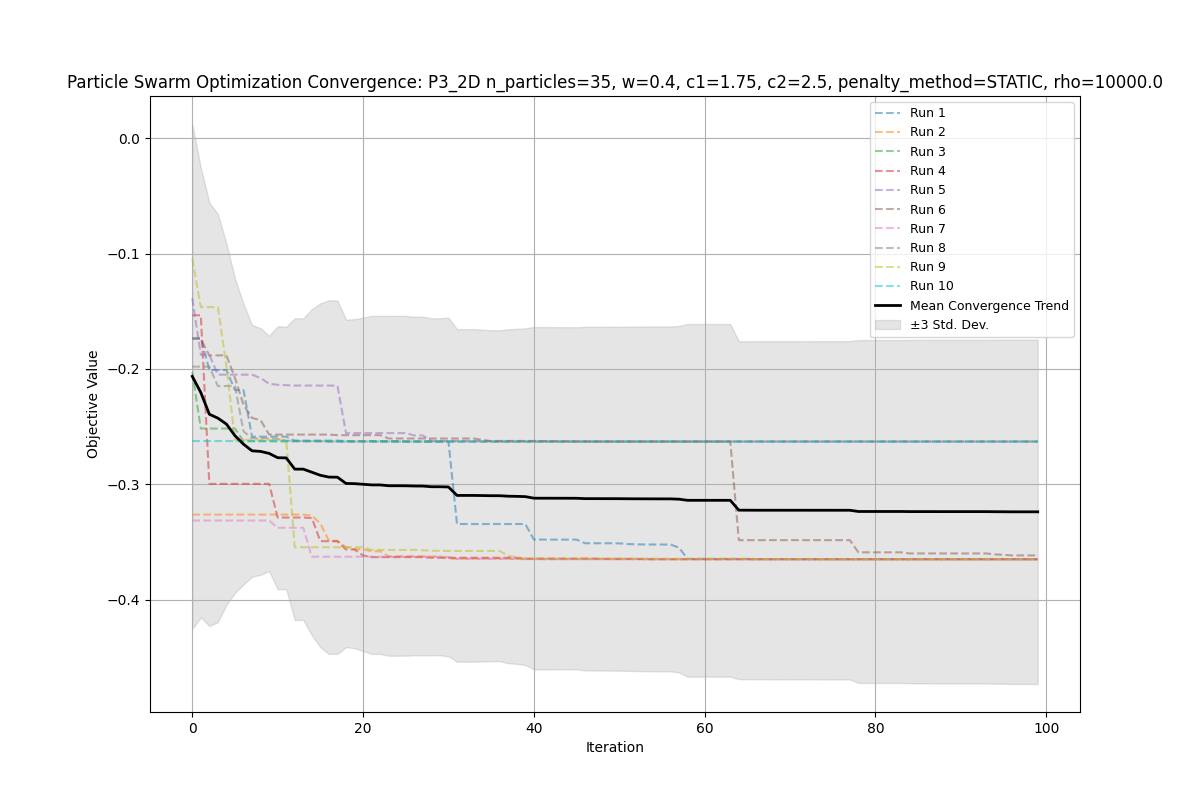 Particle Swarm Optimization Convergence: P3_2D n_particles=35, w=0.4, c1=1.75, c2=2.5, penalty_method=STATIC, rho=10000.0
Run 1
Run 2
Run 3
Run 4
Run 5
Run 6
Run 7
Run 8
Run 9
Run 10
Mean Convergence Trend
±3 Std. Dev.
Objective Value
0.0
−0.1
−0.2
−0.3
−0.4
0 20 40 60 80 100
Iteration